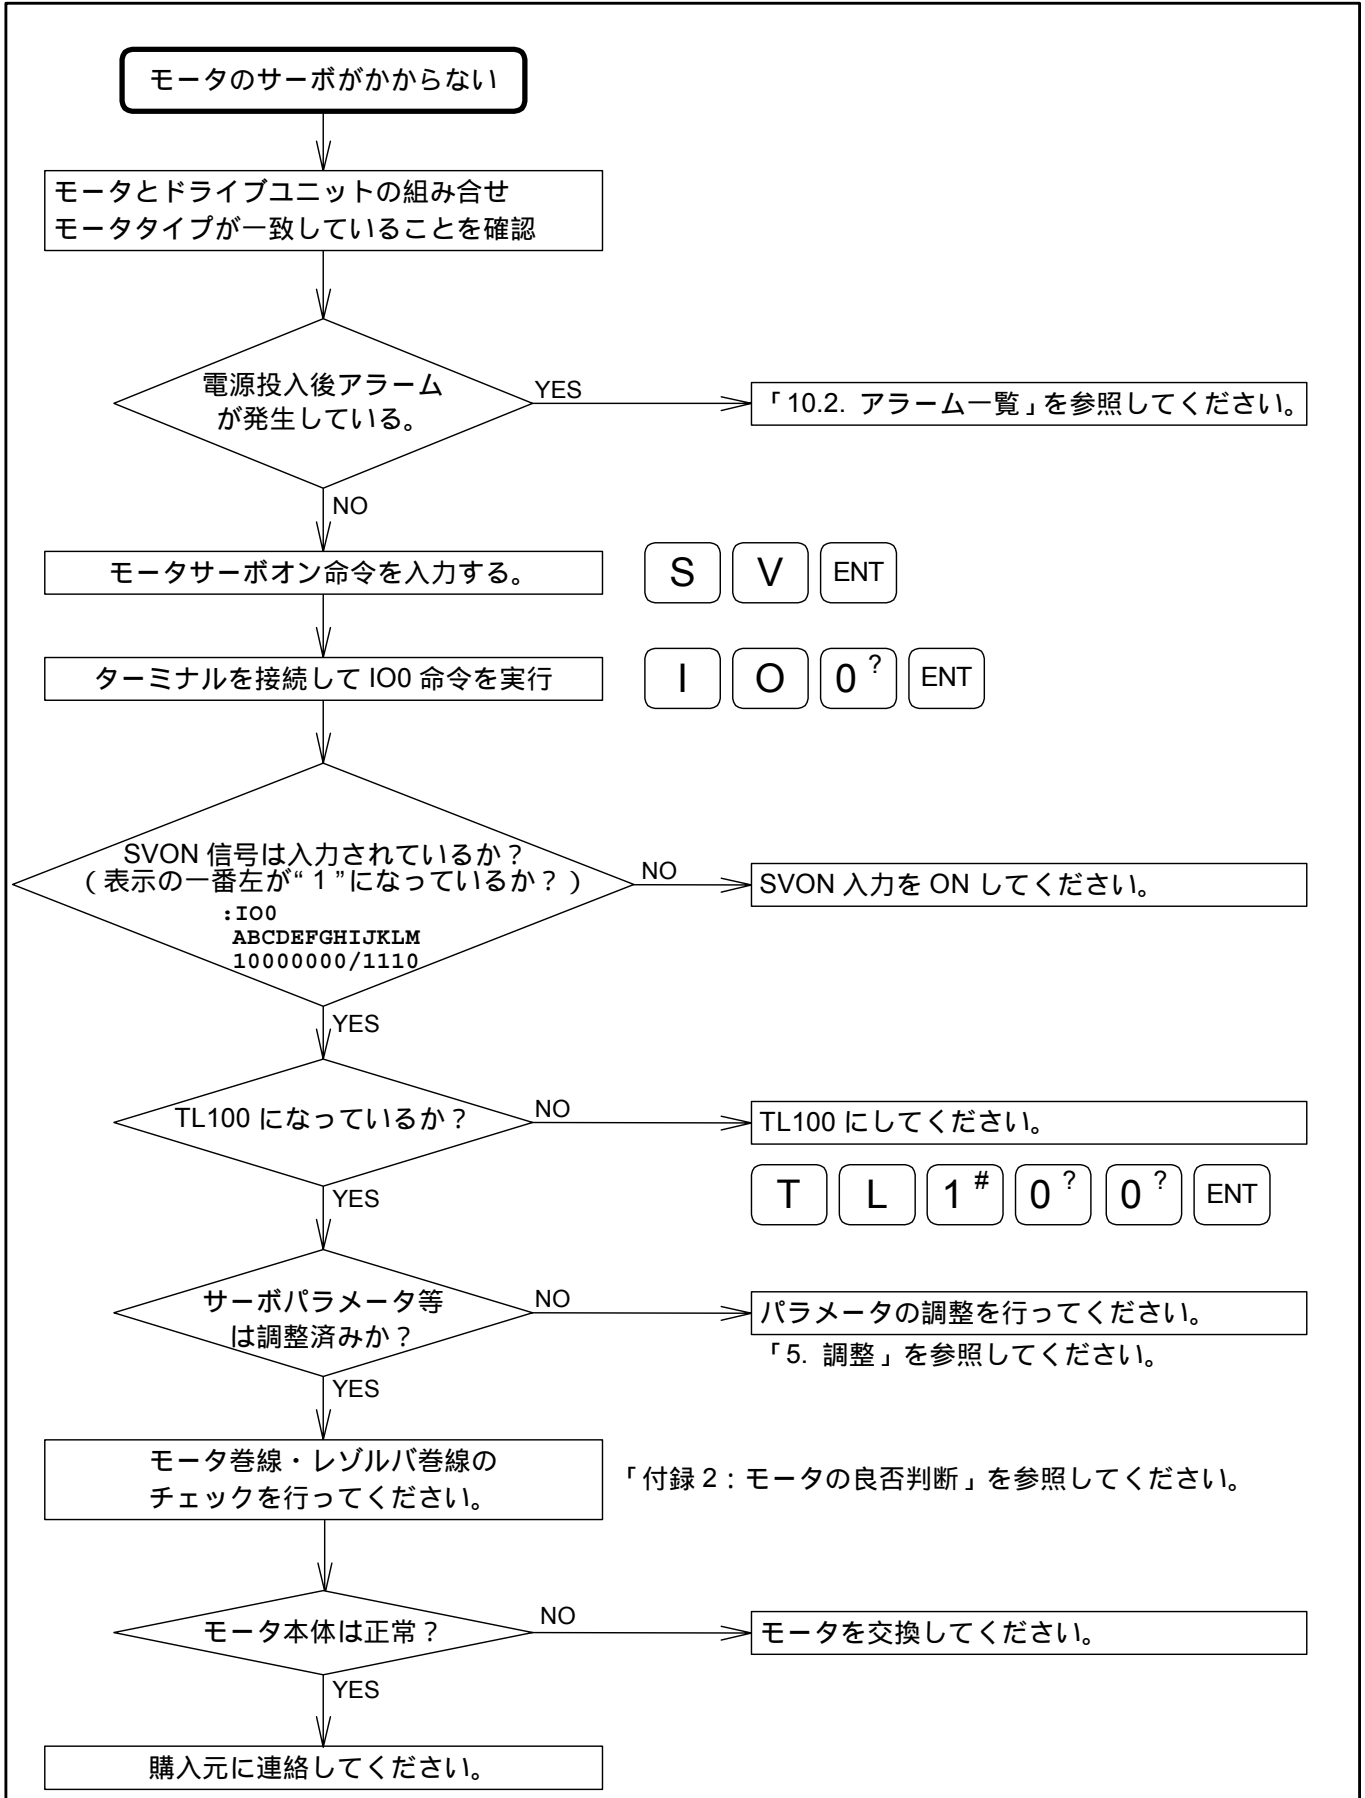 モータのサーボがかからない
モータとドライブユニットの組み合せ
モータタイプが一致していることを確認
電源投入後アラーム
が発生している。
YES
「10.2. アラーム一覧」を参照してください。
NO
モータサーボオン命令を入力する。
S V ENT
ターミナルを接続して IO0 命令を実行
I O 0 ? ENT
SVON 信号は入力されているか？
（表示の一番左が“ 1 ”になっているか？）
:IO0
ABCDEFGHIJKLM
10000000/1110
NO
SVON 入力を ON してください。
YES
TL100 になっているか？
NO
TL100 にしてください。
T L 1 # 0 ? 0 ? ENT
YES
サーボパラメータ等
は調整済みか？
NO
パラメータの調整を行ってください。
「5. 調整」を参照してください。
YES
モータ巻線・レゾルバ巻線の
チェックを行ってください。
「付録 2：モータの良否判断」を参照してください。
モータ本体は正常？
NO
モータを交換してください。
YES
購入元に連絡してください。